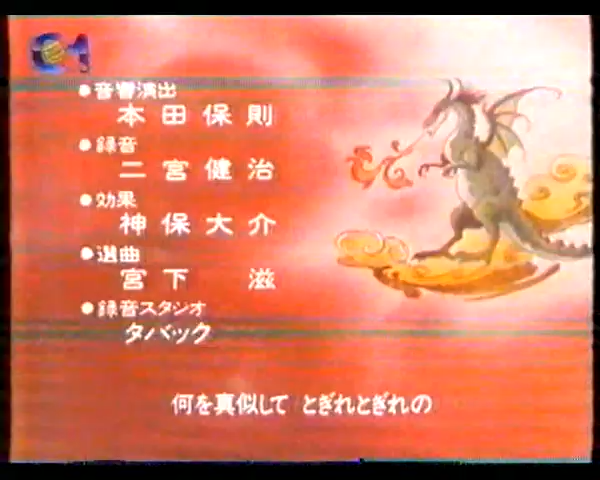 C1
●音響演出
本田保則
●録音
二宮健治
●効果
神保大介
●選曲
宮下 滋
●録音スタジオ
タバック
何を真似して とぎれとぎれの